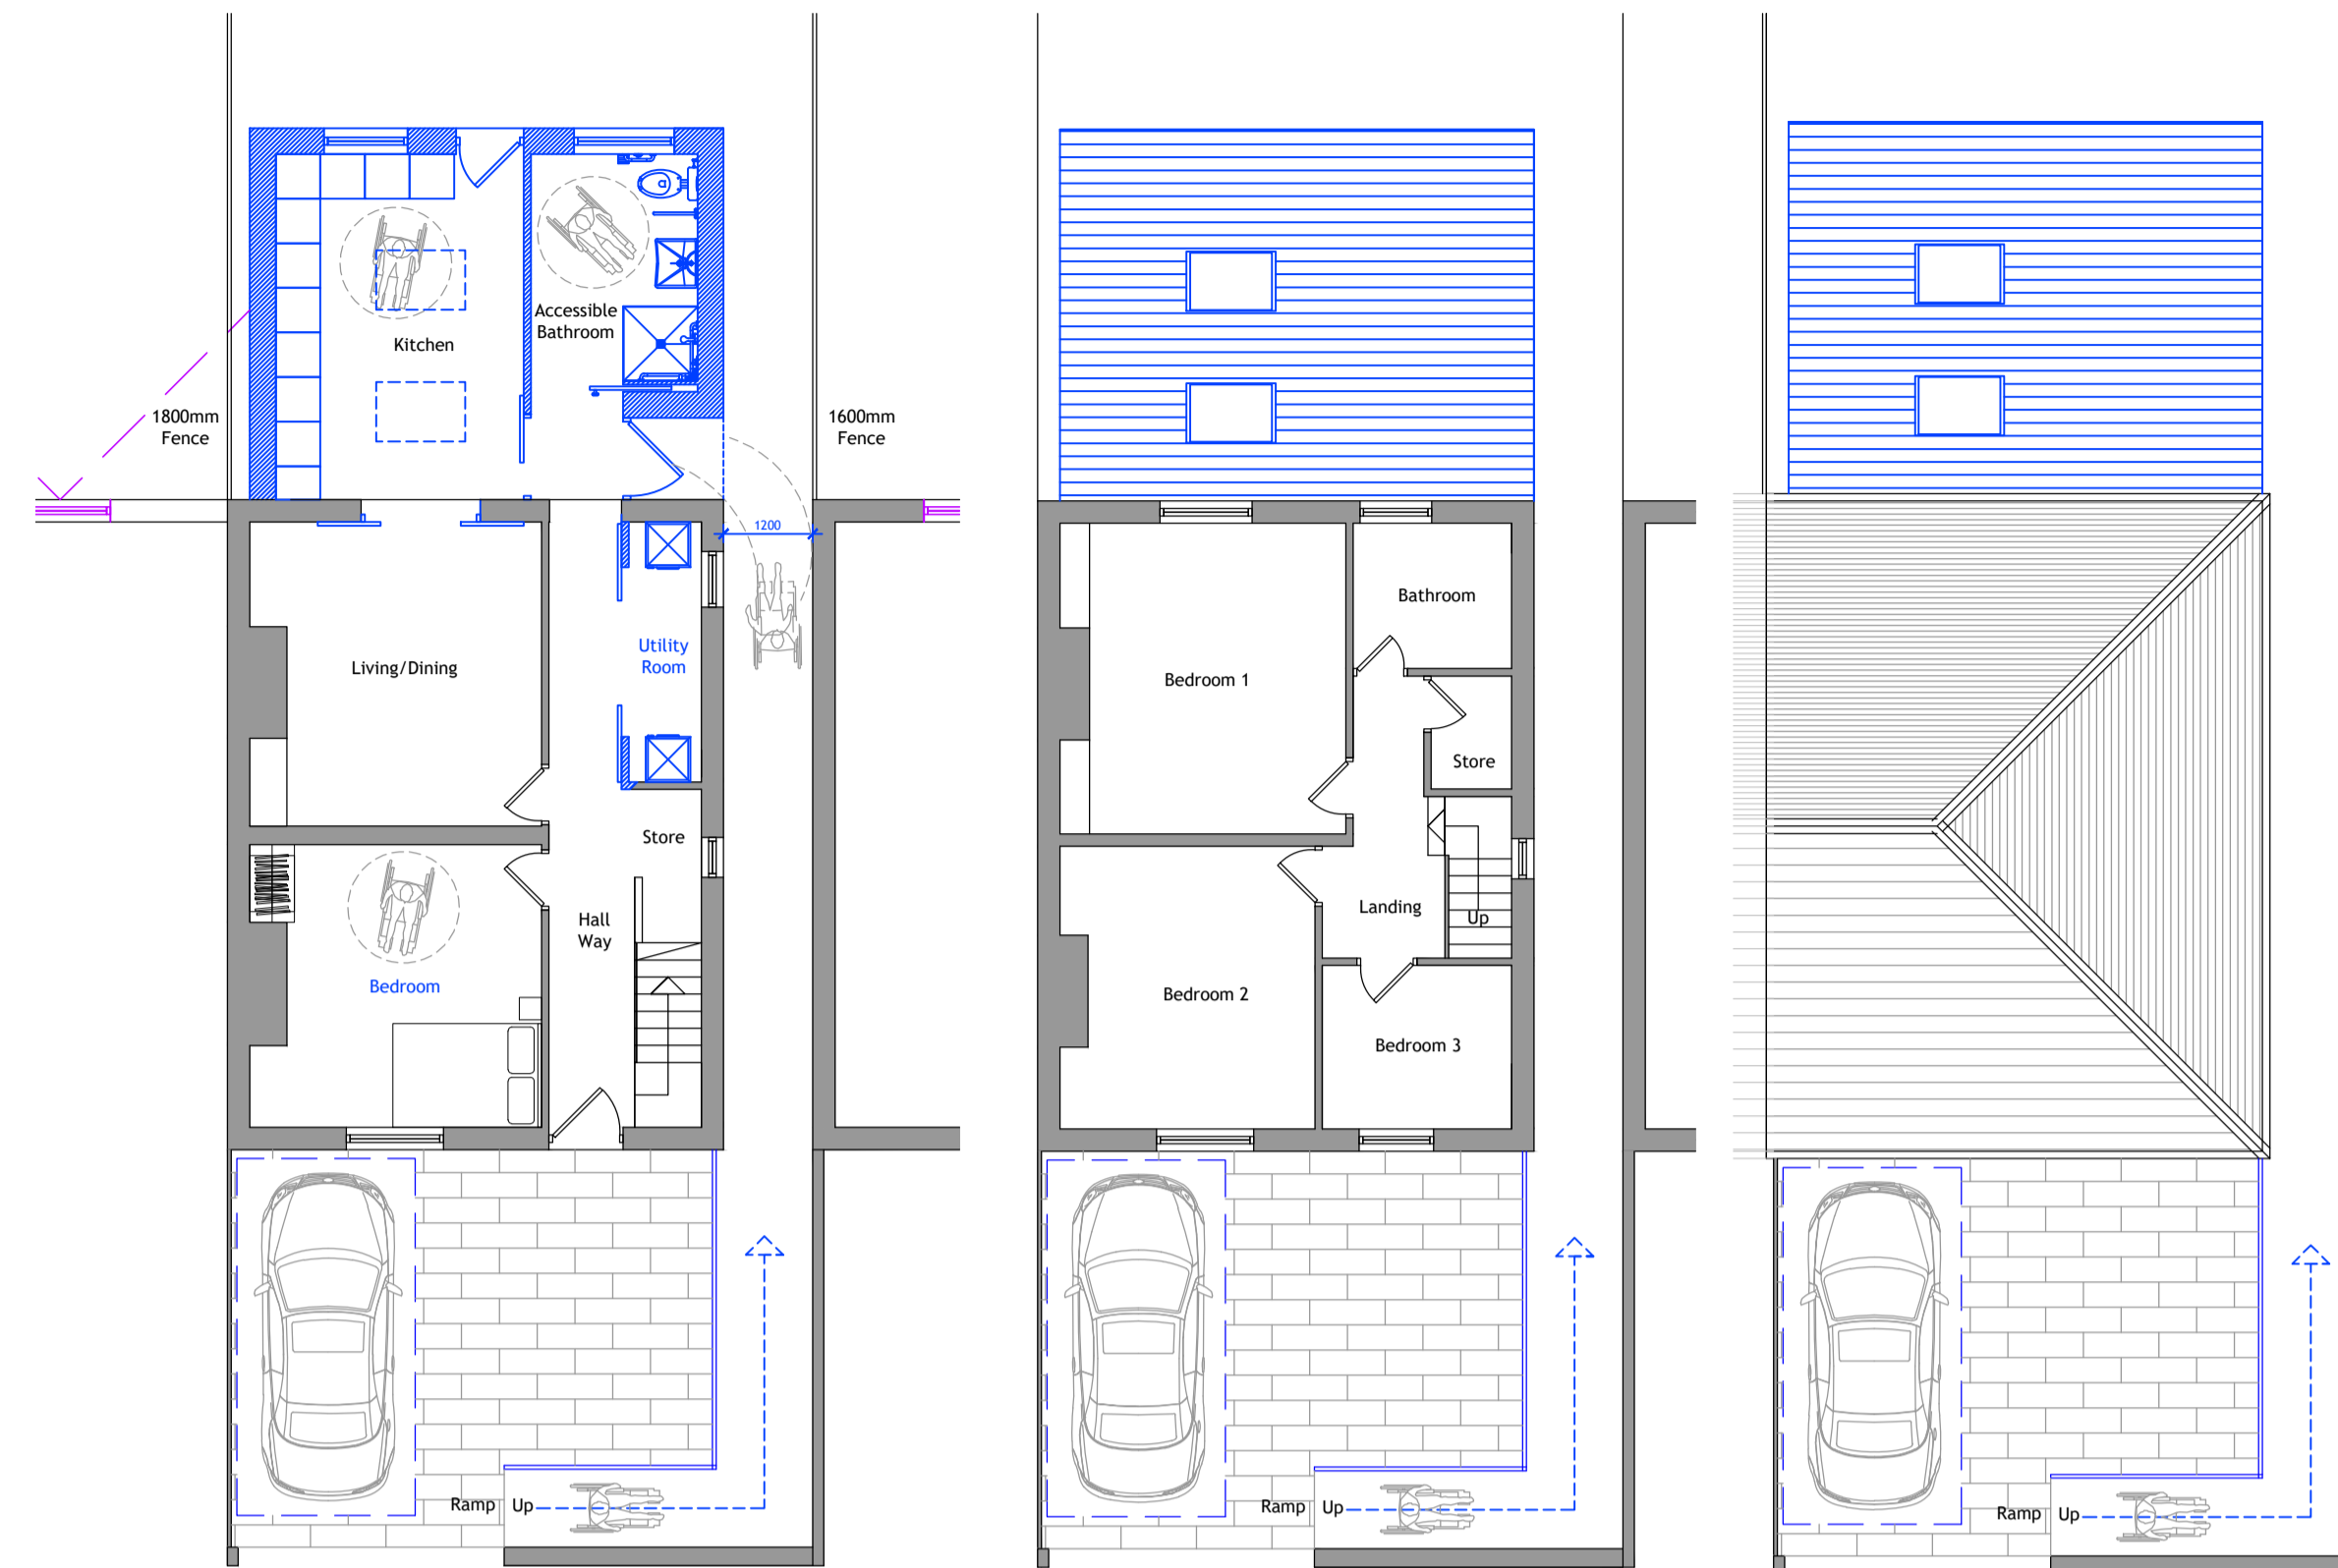 Accessible
Bathroom
Kitchen
1800mm
Fence
1600mm
Fence
1200
Living/Dining
Utility
Room
Store
Hall
Way
Bedroom
Ramp
Up
Bathroom
Bedroom 1
Store
Landing
Up
Bedroom 2
Bedroom 3
Ramp
Up
Ramp
Up